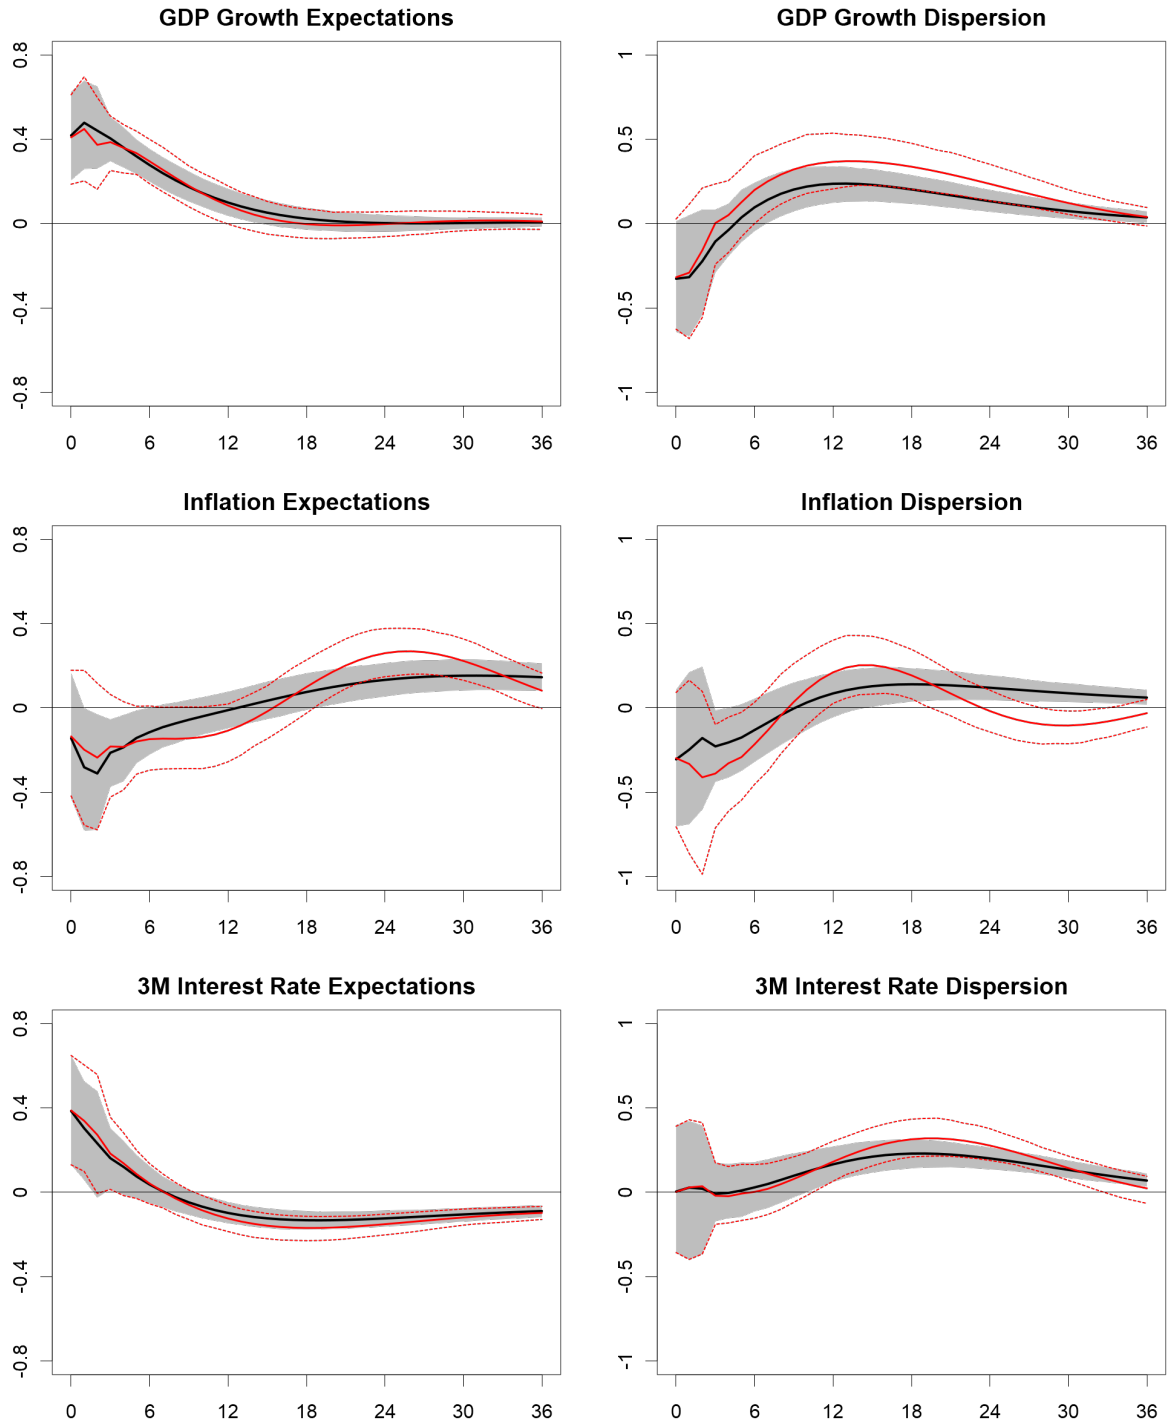 GDP Growth Expectations
0.8
0.4
0
-0.4
-0.8
0 6 12 18 24 30 36
GDP Growth Dispersion
1
0.5
0
-0.5
-1
0 6 12 18 24 30 36
Inflation Expectations
0.8
0.4
0
-0.4
-0.8
0 6 12 18 24 30 36
Inflation Dispersion
1
0.5
0
-0.5
-1
0 6 12 18 24 30 36
3M Interest Rate Expectations
0.8
0.4
0
-0.4
-0.8
0 6 12 18 24 30 36
3M Interest Rate Dispersion
1
0.5
0
-0.5
-1
0 6 12 18 24 30 36